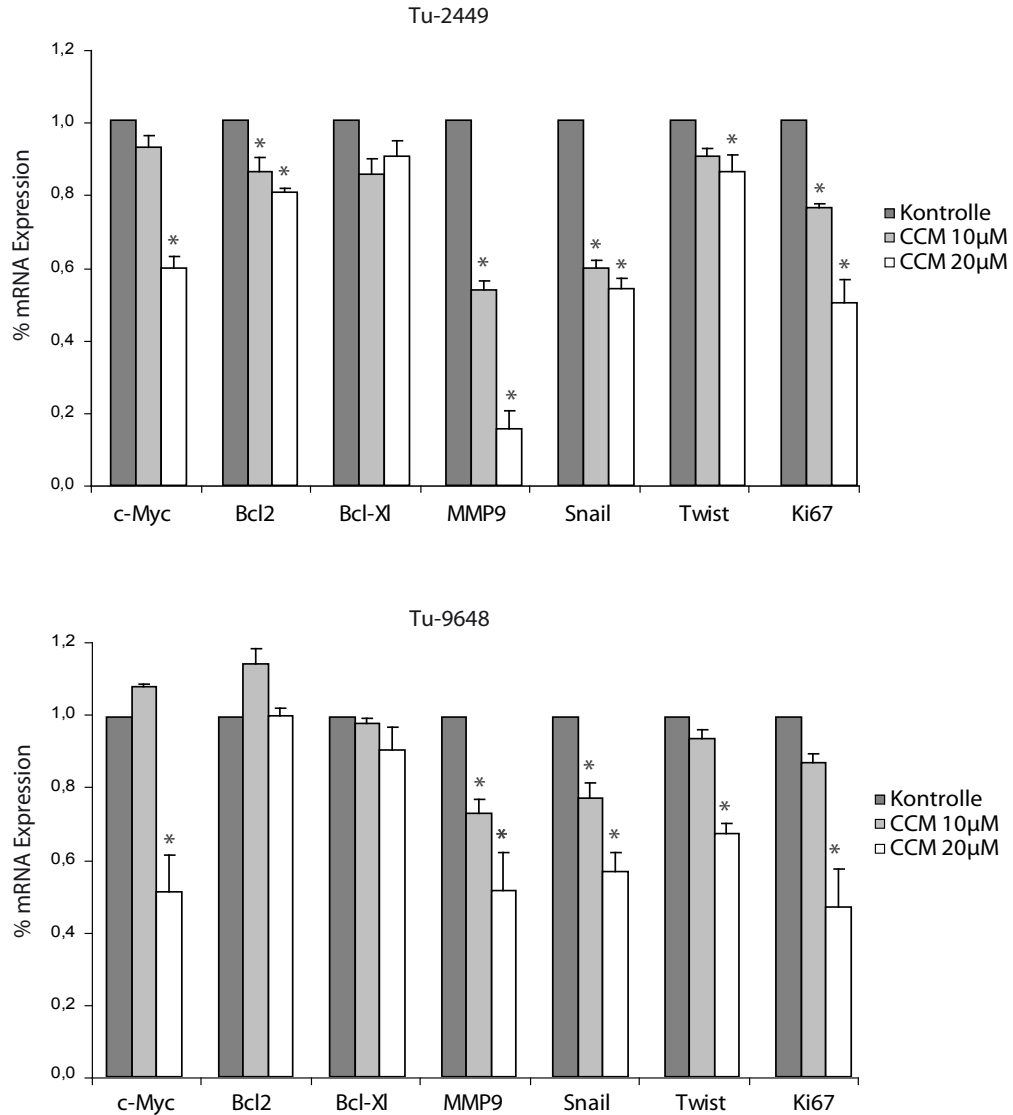 Tu-2449
% mRNA Expression
1,2
1,0
0,8
0,6
0,4
0,2
0,0
* * * * * * * * * * *
c-Myc Bcl2 Bcl-Xl MMP9 Snail Twist Ki67
Kontrolle
CCM 10µM
CCM 20µM
Tu-9648
% mRNA Expression
1,2
1,0
0,8
0,6
0,4
0,2
0,0
* * * * * * *
c-Myc Bcl2 Bcl-Xl MMP9 Snail Twist Ki67
Kontrolle
CCM 10µM
CCM 20µM